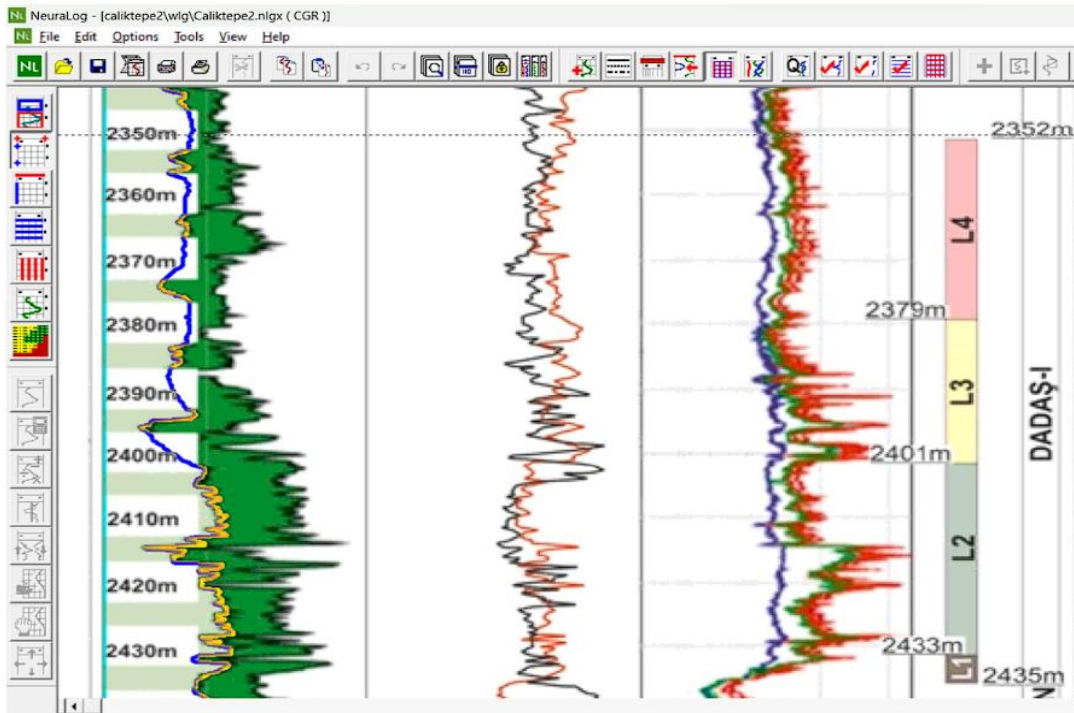 NeuraLog - [caliktepe2\wlg\Caliktepe2.nlgx ( CGR )]
File Edit Options Tools View Help
NL
2350m
2352m
2360m
L4
2370m
2379m
2380m
2390m
L3
DADAŞ-I
2400m
2401m
2410m
L2
2420m
2430m
2433m
L1
2435m